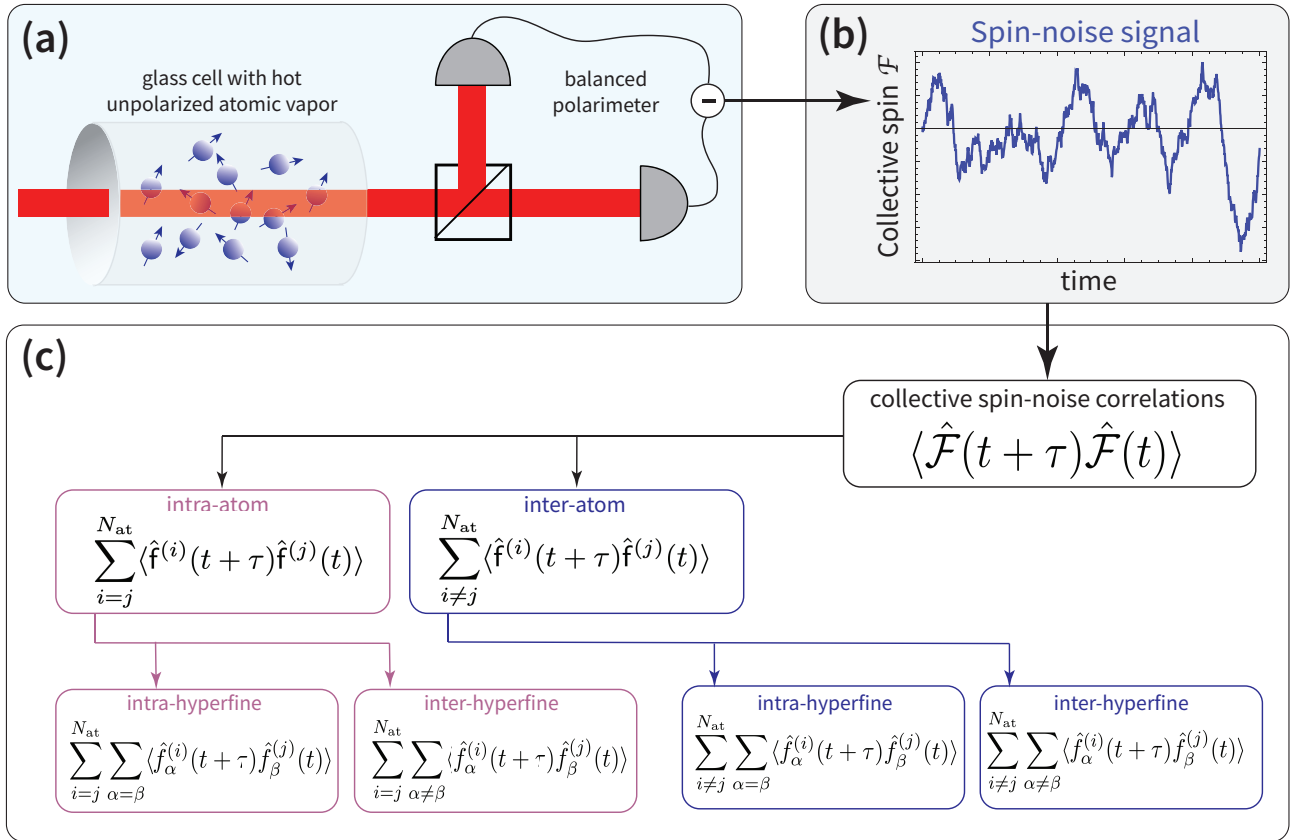 (a)
glass cell with hot
unpolarized atomic vapor
balanced
polarimeter
-
(b)
Spin-noise signal
Collective spin ℱ
time
(c)
collective spin-noise correlations
⟨ℱ̂(t + τ)ℱ̂(t)⟩
intra-atom
∑_{i=j}^{N_at} ⟨f̂^{(i)}(t + τ)f̂^{(j)}(t)⟩
inter-atom
∑_{i≠j}^{N_at} ⟨f̂^{(i)}(t + τ)f̂^{(j)}(t)⟩
intra-hyperfine
∑_{i=j}^{N_at} ∑_{α=β} ⟨f̂_α^{(i)}(t + τ)f̂_β^{(j)}(t)⟩
inter-hyperfine
∑_{i=j}^{N_at} ∑_{α≠β} ⟨f̂_α^{(i)}(t + τ)f̂_β^{(j)}(t)⟩
intra-hyperfine
∑_{i≠j}^{N_at} ∑_{α=β} ⟨f̂_α^{(i)}(t + τ)f̂_β^{(j)}(t)⟩
inter-hyperfine
∑_{i≠j}^{N_at} ∑_{α≠β} ⟨f̂_α^{(i)}(t + τ)f̂_β^{(j)}(t)⟩